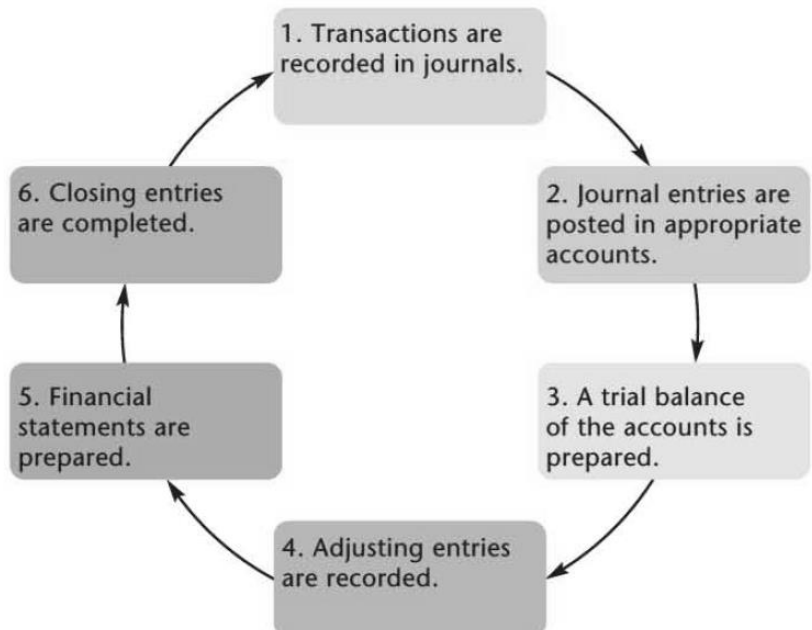 1. Transactions are
recorded in journals.
2. Journal entries are
posted in appropriate
accounts.
3. A trial balance
of the accounts is
prepared.
4. Adjusting entries
are recorded.
5. Financial
statements are
prepared.
6. Closing entries
are completed.